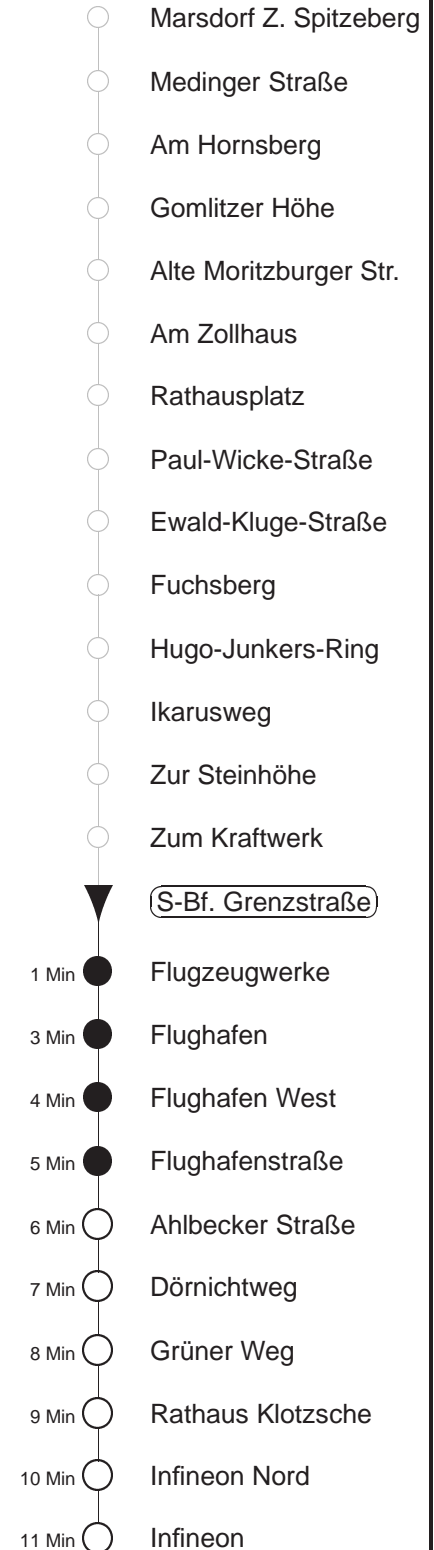 Marsdorf Z. Spitzeberg
Medinger Straße
Am Hornsberg
Gomlitzer Höhe
Alte Moritzburger Str.
Am Zollhaus
Rathausplatz
Paul-Wicke-Straße
Ewald-Kluge-Straße
Fuchsberg
Hugo-Junkers-Ring
Ikarusweg
Zur Steinhöhe
Zum Kraftwerk
S-Bf. Grenzstraße
1 Min Flugzeugwerke
3 Min Flughafen
4 Min Flughafen West
5 Min Flughafenstraße
6 Min Ahlbecker Straße
7 Min Dörnichtweg
8 Min Grüner Weg
9 Min Rathaus Klotzsche
10 Min Infineon Nord
11 Min Infineon